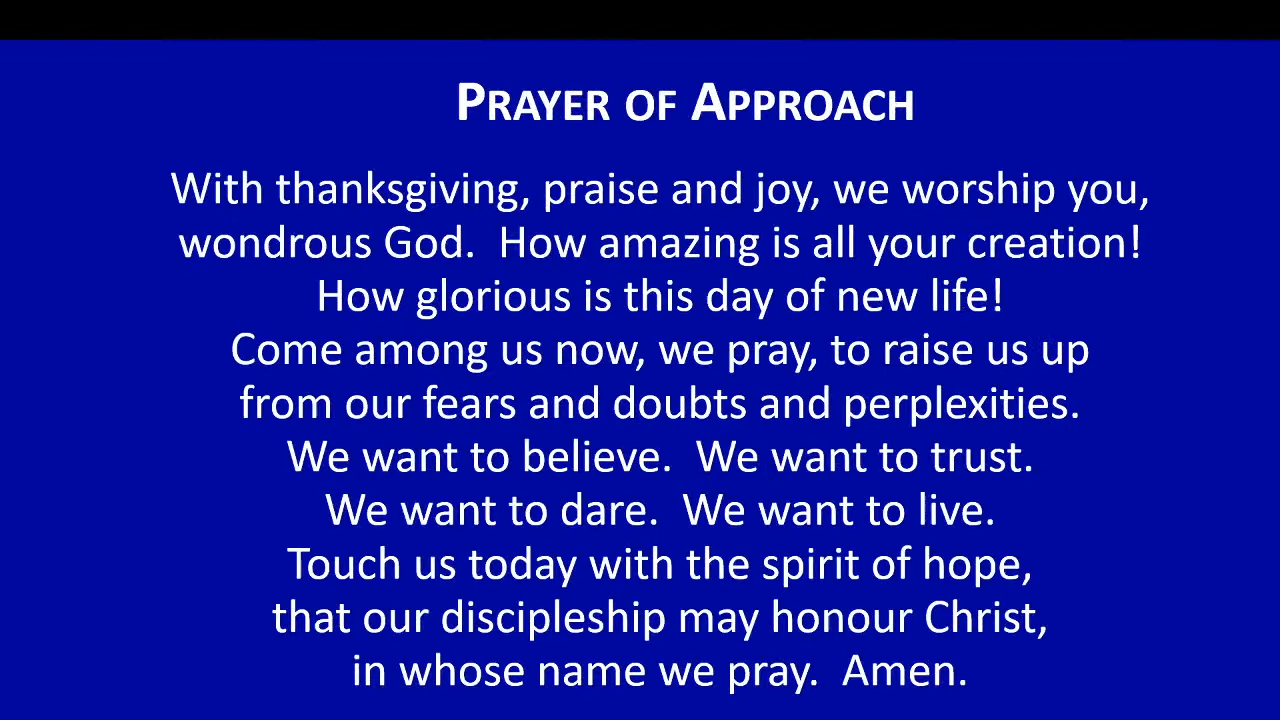 PRAYER OF APPROACH
With thanksgiving, praise and joy, we worship you,
wondrous God.  How amazing is all your creation!
How glorious is this day of new life!
Come among us now, we pray, to raise us up
from our fears and doubts and perplexities.
We want to believe.  We want to trust.
We want to dare.  We want to live.
Touch us today with the spirit of hope,
that our discipleship may honour Christ,
in whose name we pray.  Amen.